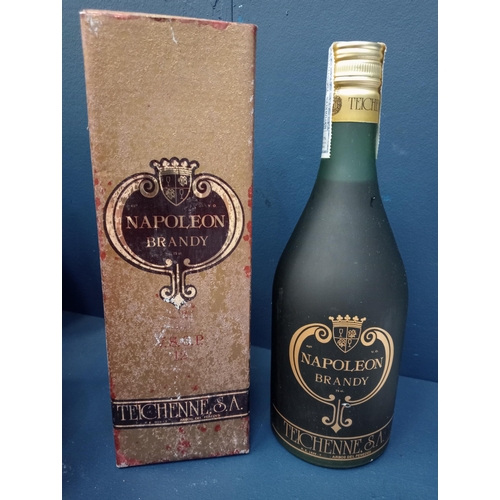 NAPOLEON
BRANDY
TEICHENNE, S.A.
TEICHENNE
NAPOLEON
BRANDY
TEICHENNE, S.A.